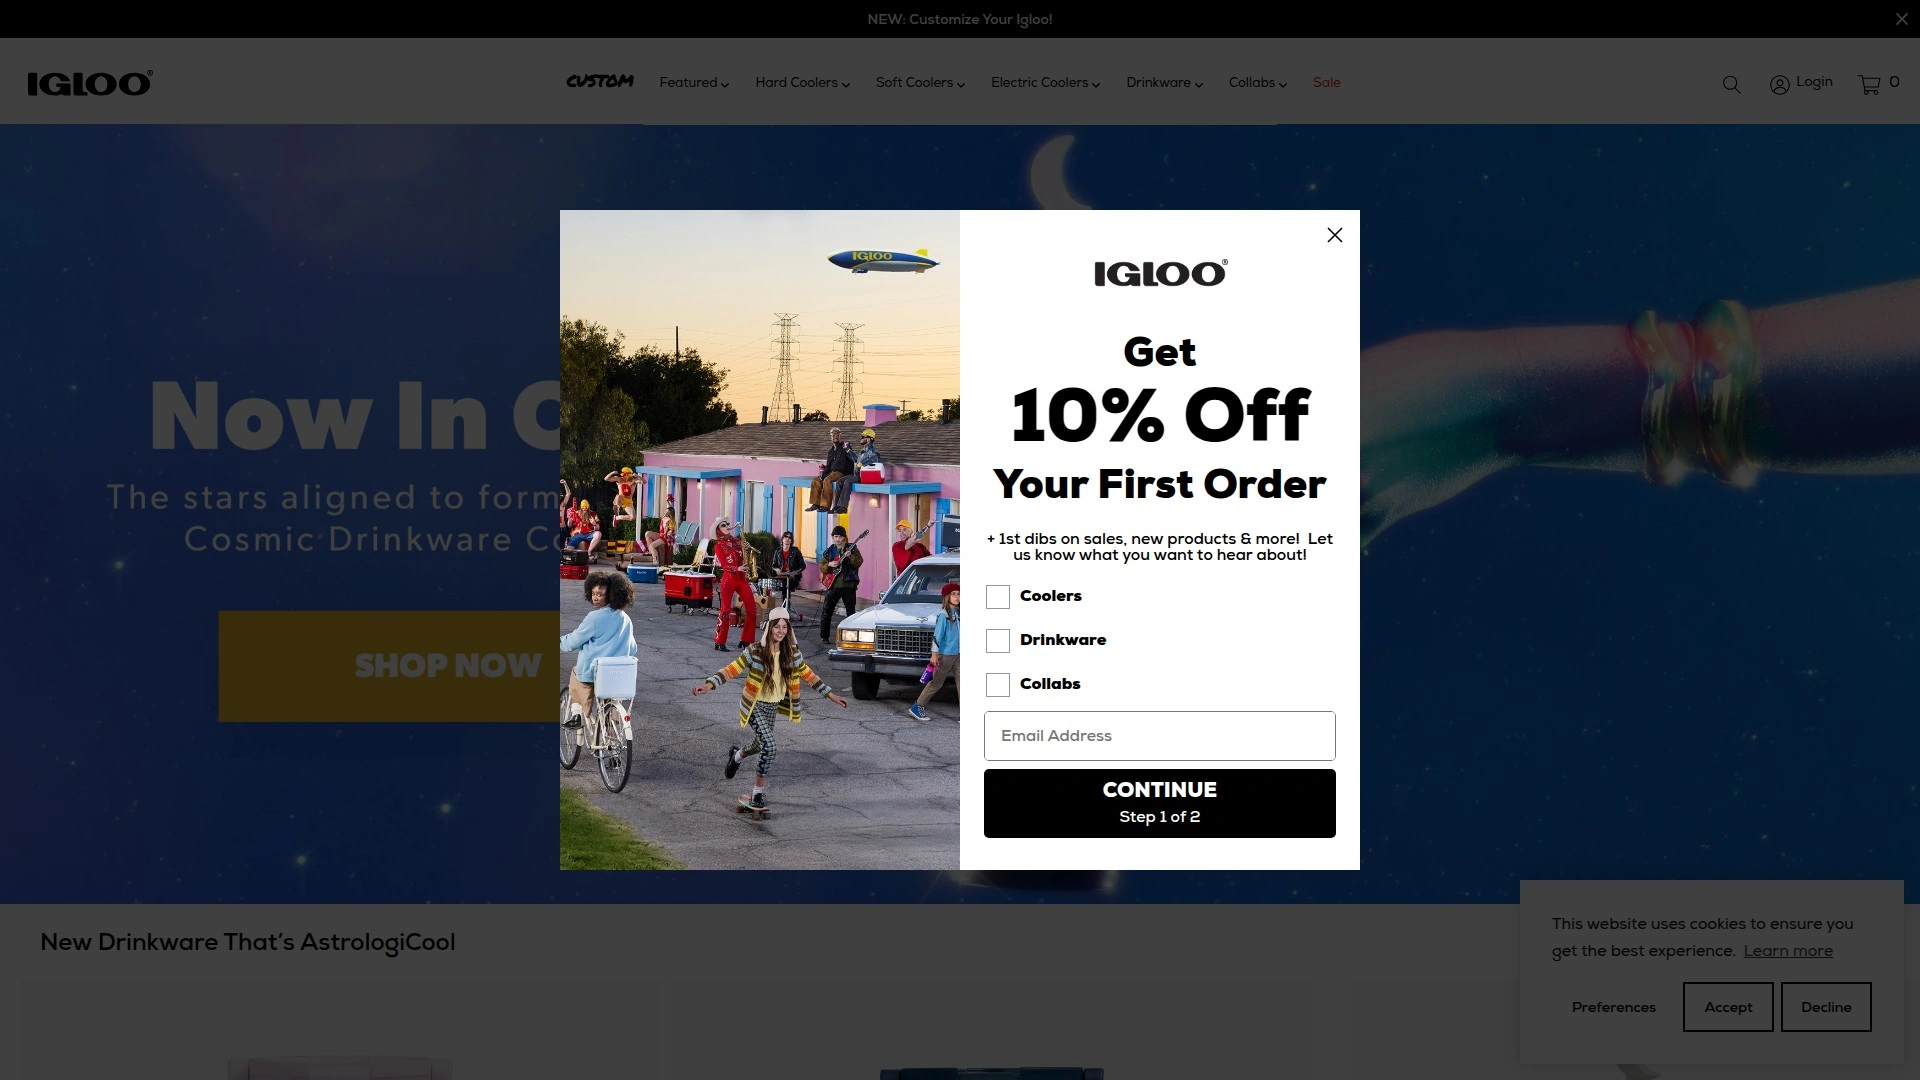 NEW: Customize Your Igloo!
IGLOO®
CUSTOM
Featured
Hard Coolers
Soft Coolers
Electric Coolers
Drinkware
Collabs
Sale
Login
0
Now In
The stars aligned to form
Cosmic Drinkware
SHOP NOW
IGLOO
IGLOO®
Get
10% Off
Your First Order
+ 1st dibs on sales, new products & more! Let
us know what you want to hear about!
Coolers
Drinkware
Collabs
Email Address
CONTINUE
Step 1 of 2
New Drinkware That's AstrologiCool
This website uses cookies to ensure you
get the best experience. Learn more
Preferences
Accept
Decline